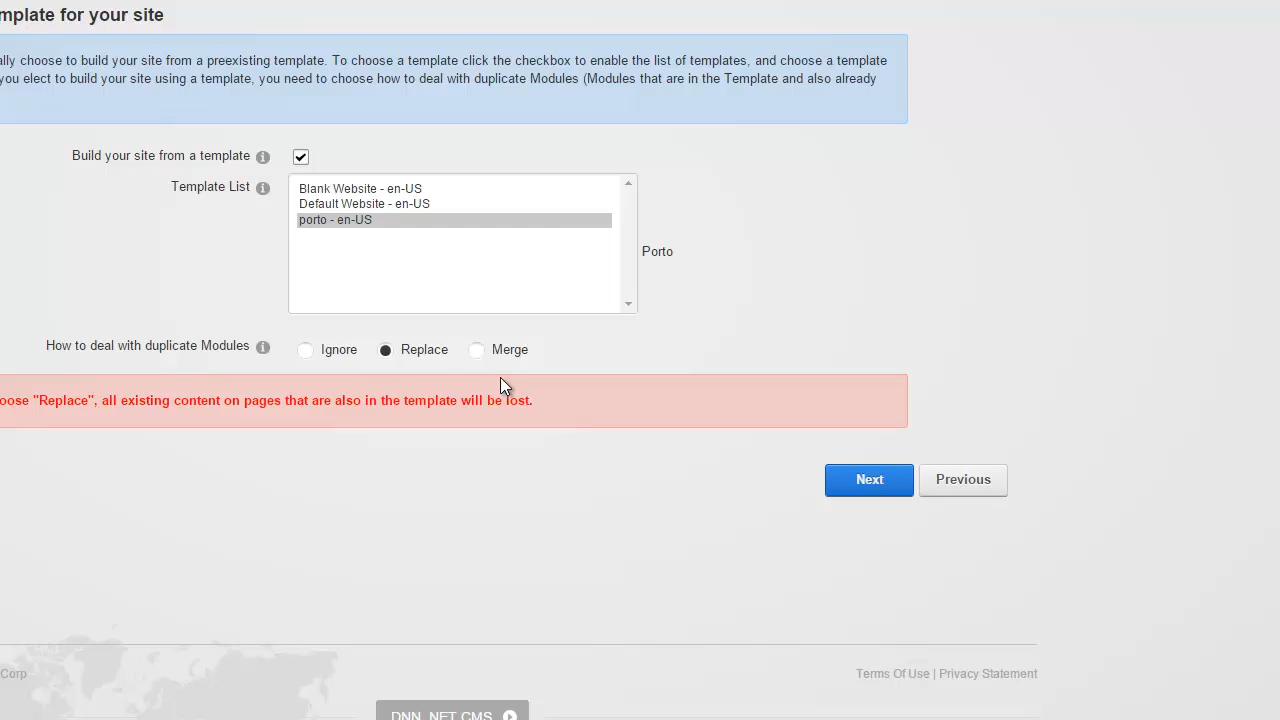 mplate for your site
ally choose to build your site from a preexisting template. To choose a template click the checkbox to enable the list of templates, and choose a template
you elect to build your site using a template, you need to choose how to deal with duplicate Modules (Modules that are in the Template and also already
Build your site from a template
Template List
Blank Website - en-US
Default Website - en-US
porto - en-US
Porto
How to deal with duplicate Modules
Ignore
Replace
Merge
oose "Replace", all existing content on pages that are also in the template will be lost.
Next
Previous
Corp
Terms Of Use | Privacy Statement
DNN .NET CMS